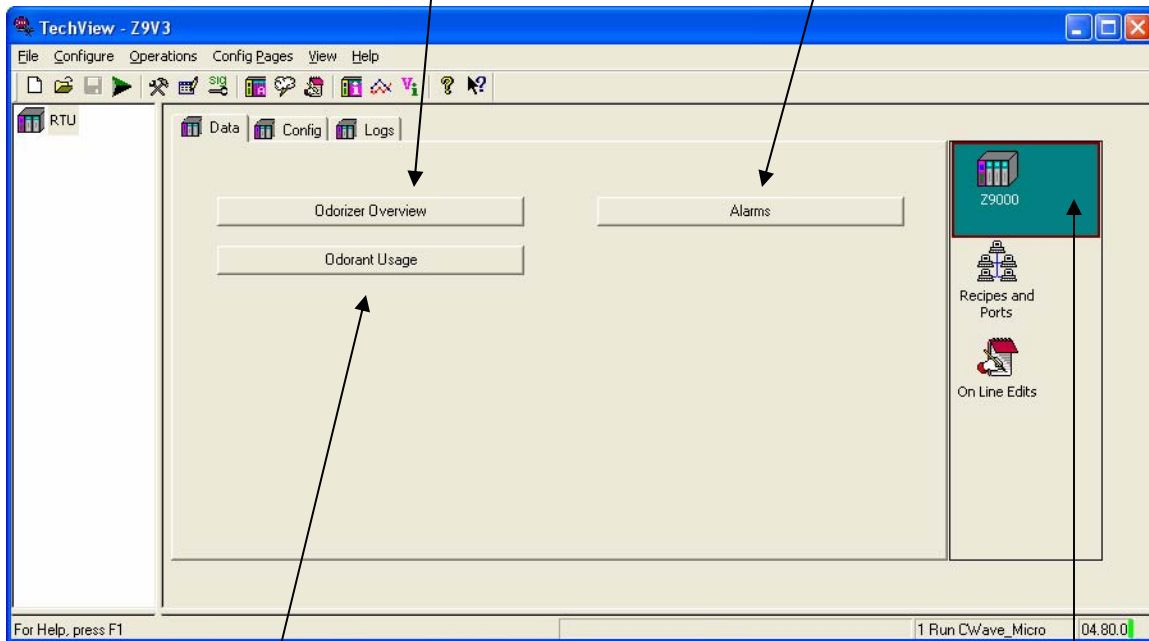 TechView - Z9V3
File Configure Operations Config Pages View Help
SIG
RTU
Data Config Logs
Odorizer Overview
Alarms
Odorant Usage
Z9000
Recipes and
Ports
On Line Edits
For Help, press F1
1 Run CWave_Micro
04.80.0